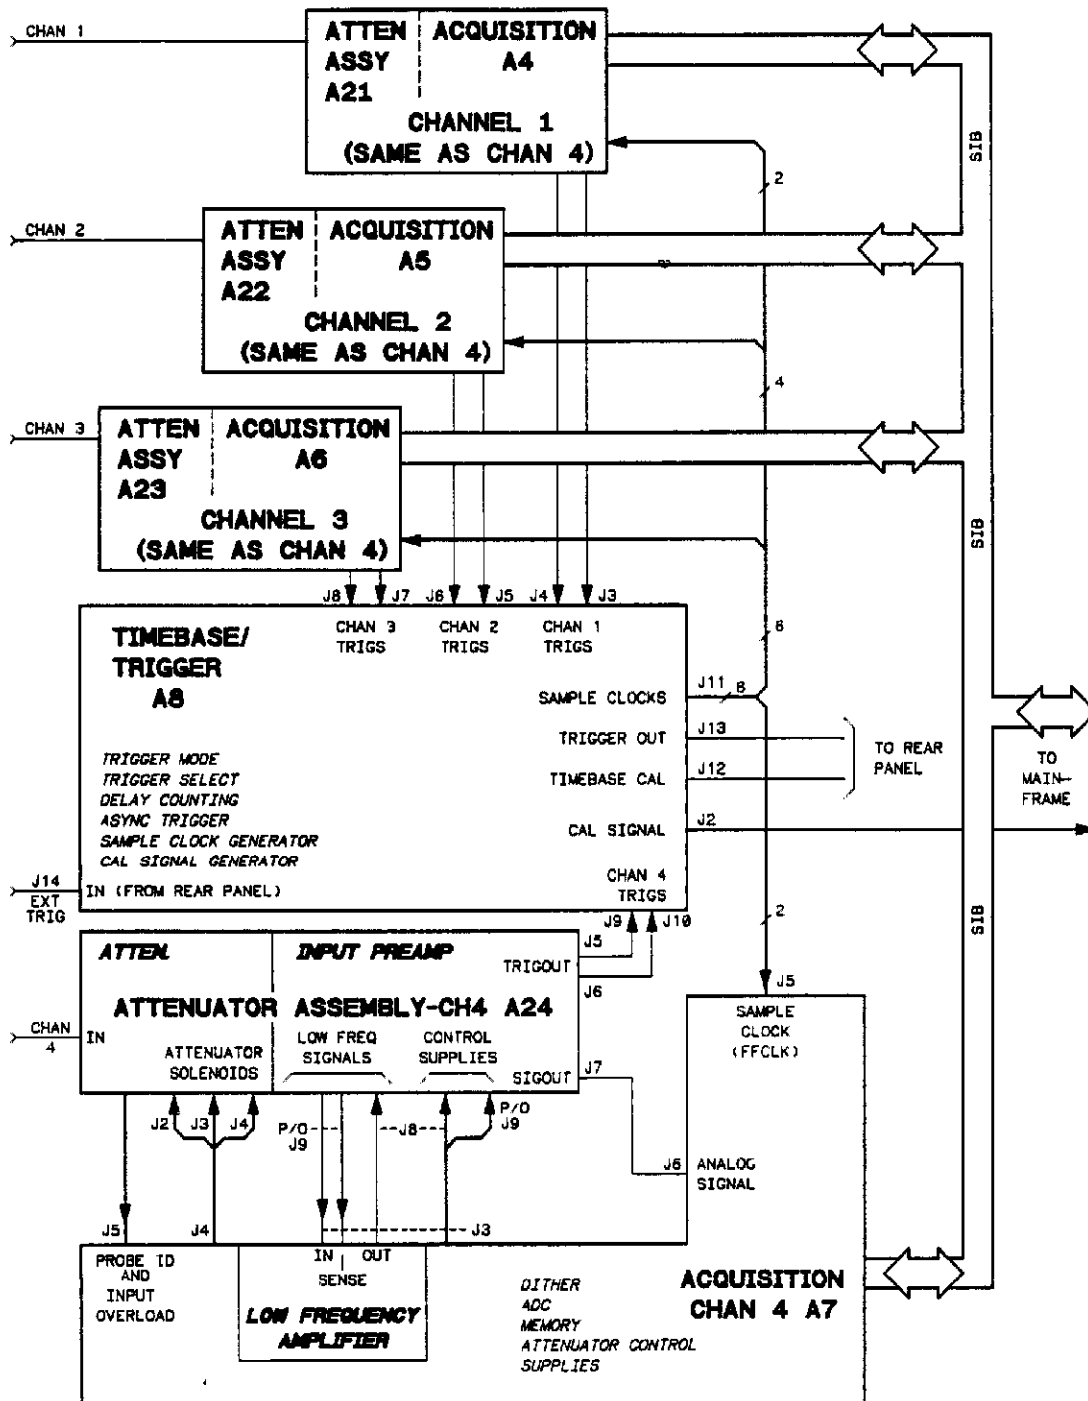 CHAN 1
ATTEN ACQUISITION
ASSY A4
A21
CHANNEL 1
(SAME AS CHAN 4)
2
SIB
CHAN 2
ATTEN ACQUISITION
ASSY A5
A22
CHANNEL 2
(SAME AS CHAN 4)
4
CHAN 3
ATTEN ACQUISITION
ASSY A6
A23
CHANNEL 3
(SAME AS CHAN 4)
SIB
J8 J7 J6 J5 J4 J3
CHAN 3 CHAN 2 CHAN 1
TRIGS TRIGS TRIGS
6
TIMEBASE/
TRIGGER
A8
SAMPLE CLOCKS J11 8
TRIGGER OUT J13
TIMEBASE CAL J12
CAL SIGNAL J2
TO REAR
PANEL
TO
MAIN-
FRAME
TRIGGER MODE
TRIGGER SELECT
DELAY COUNTING
ASYNC TRIGGER
SAMPLE CLOCK GENERATOR
CAL SIGNAL GENERATOR
J14
EXT
TRIG
IN (FROM REAR PANEL)
CHAN 4
TRIGS
J9 J10
2
SIB
ATTEN. INPUT PREAMP
TRIGOUT
J5
J6
ATTENUATOR ASSEMBLY-CH4 A24
CHAN
4
IN
ATTENUATOR
SOLENOIDS
LOW FREQ
SIGNALS
CONTROL
SUPPLIES
SIGOUT
J7
J5
SAMPLE
CLOCK
(FFCLK)
J2 J3 J4
P/O
J9
J8
P/O
J9
J6
ANALOG
SIGNAL
J5 J4 J3
PROBE ID
AND
INPUT
OVERLOAD
IN OUT
SENSE
LOW FREQUENCY
AMPLIFIER
DITHER
ADC
MEMORY
ATTENUATOR CONTROL
SUPPLIES
ACQUISITION
CHAN 4 A7